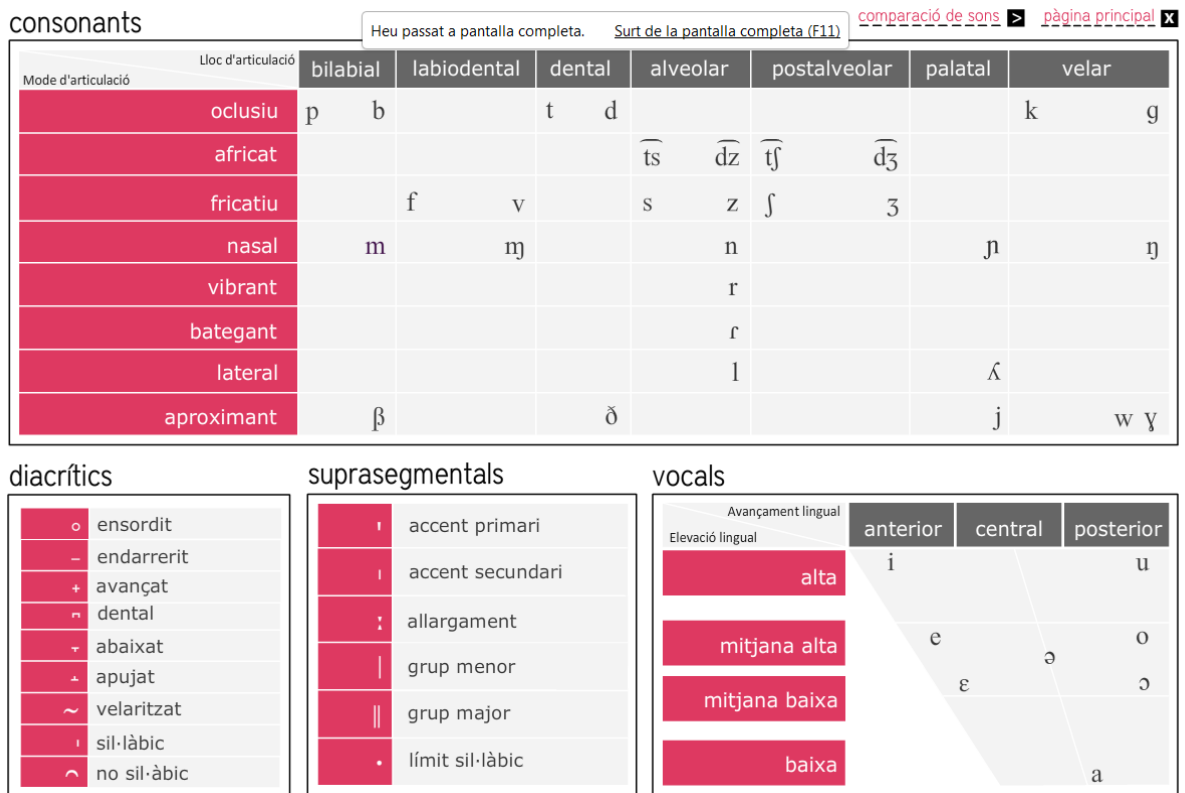 consonants
Heu passat a pantalla completa. Surt de la pantalla completa (F11)
comparació de sons > pàgina principal x
Lloc d'articulació
Mode d'articulació
bilabial labiodental dental alveolar postalveolar palatal velar
oclusiu p b t d k ɡ
africat t͡s d͡z t͡ʃ d͡ʒ
fricatiu f v s z ʃ ʒ
nasal m ɱ n ɲ ŋ
vibrant r
bategant ɾ
lateral l ʎ
aproximant β̞ ð̞ j w ɣ̞
diacrítics
ensordit
endarrerit
avançat
dental
abaixat
apujat
velaritzat
sil·làbic
no sil·àbic
suprasegmentals
ˈ accent primari
ˌ accent secundari
ː allargament
| grup menor
‖ grup major
. límit sil·làbic
vocals
Avançament lingual
Elevació lingual
anterior central posterior
alta i u
mitjana alta e ə o
mitjana baixa ɛ ɔ
baixa a